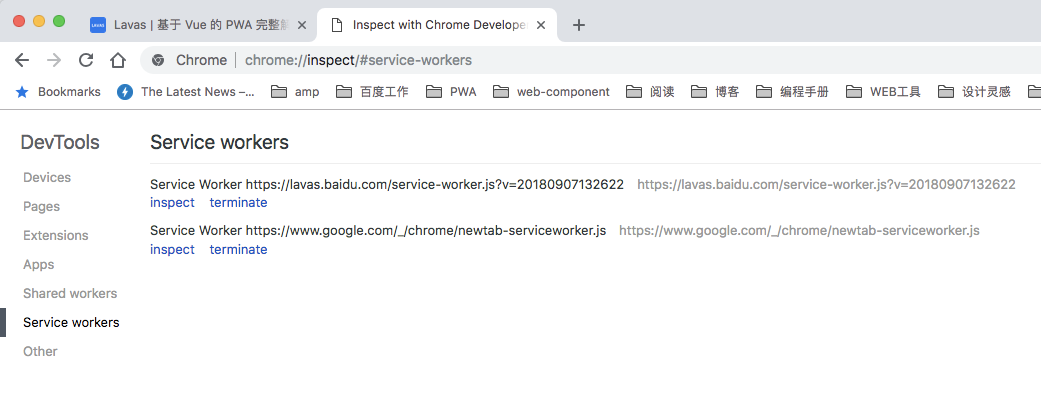 LAVAS Lavas | 基于 Vue 的 PWA 完整
Inspect with Chrome Develope
Chrome | chrome://inspect/#service-workers
Bookmarks The Latest News –... amp 百度工作 PWA web-component 阅读 博客 编程手册 WEB工具 设计灵感
DevTools
Service workers
Devices
Service Worker https://lavas.baidu.com/service-worker.js?v=20180907132622 https://lavas.baidu.com/service-worker.js?v=20180907132622
inspect terminate
Pages
Service Worker https://www.google.com/_/chrome/newtab-serviceworker.js https://www.google.com/_/chrome/newtab-serviceworker.js
Extensions
inspect terminate
Apps
Shared workers
Service workers
Other